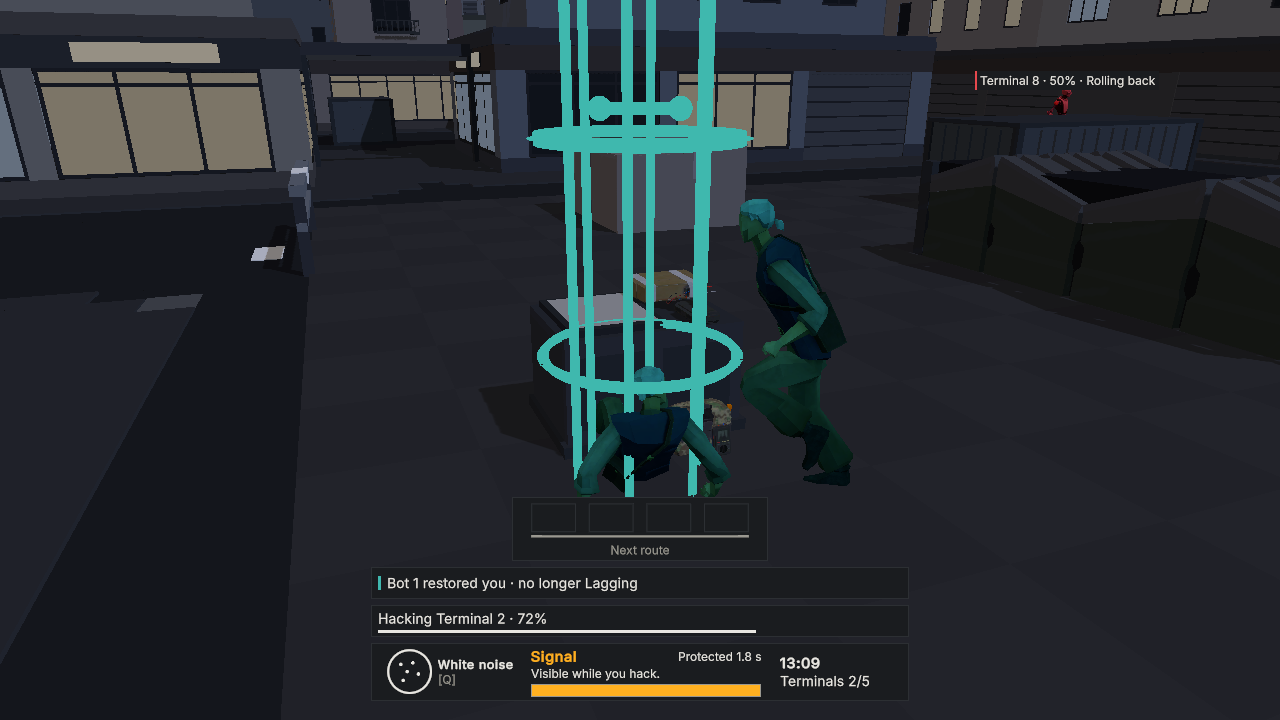 Terminal 8 · 50% · Rolling back
Next route
Bot 1 restored you · no longer Lagging
Hacking Terminal 2 · 72%
White noise
[Q]
Signal
Protected 1.8 s
Visible while you hack.
13:09
Terminals 2/5